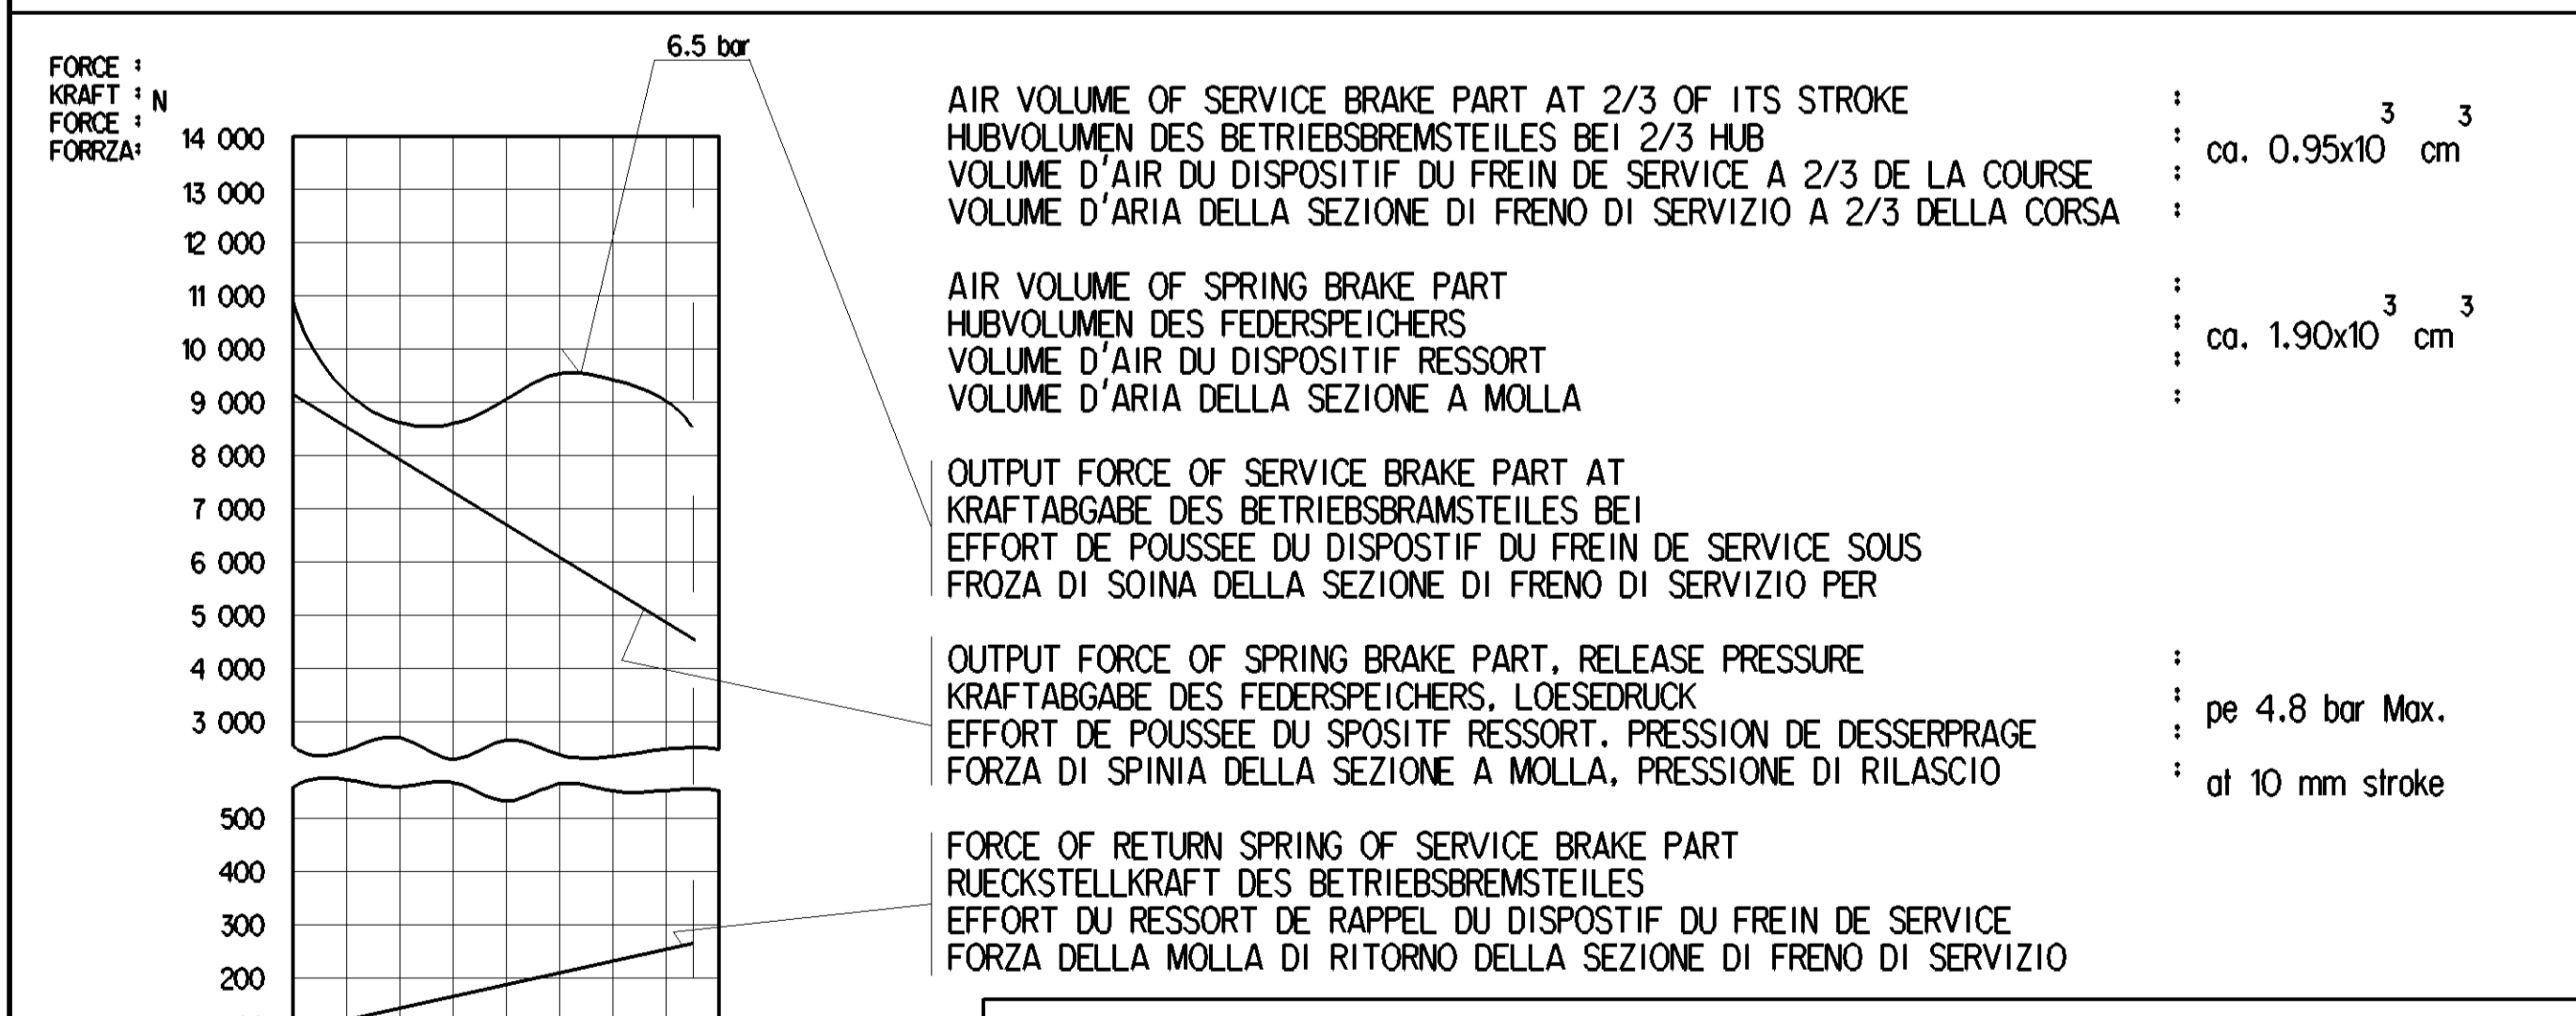 6.5 bar
FORCE :
KRAFT : N
FORCE :
FORRZA:
14 000
13 000
12 000
11 000
10 000
9 000
8 000
7 000
6 000
5 000
4 000
3 000
500
400
300
200
AIR VOLUME OF SERVICE BRAKE PART AT 2/3 OF ITS STROKE :
HUBVOLUMEN DES BETRIEBSBREMSTEILES BEI 2/3 HUB :
VOLUME D'AIR DU DISPOSITIF DU FREIN DE SERVICE A 2/3 DE LA COURSE :
VOLUME D'ARIA DELLA SEZIONE DI FRENO DI SERVIZIO A 2/3 DELLA CORSA :
ca. 0.95x10³ cm³
AIR VOLUME OF SPRING BRAKE PART :
HUBVOLUMEN DES FEDERSPEICHERS :
VOLUME D'AIR DU DISPOSITIF RESSORT :
VOLUME D'ARIA DELLA SEZIONE A MOLLA :
ca. 1.90x10³ cm³
OUTPUT FORCE OF SERVICE BRAKE PART AT
KRAFTABGABE DES BETRIEBSBRAMSTEILES BEI
EFFORT DE POUSSEE DU DISPOSTIF DU FREIN DE SERVICE SOUS
FROZA DI SOINA DELLA SEZIONE DI FRENO DI SERVIZIO PER
OUTPUT FORCE OF SPRING BRAKE PART, RELEASE PRESSURE :
KRAFTABGABE DES FEDERSPEICHERS, LOESEDRUCK :
EFFORT DE POUSSEE DU SPOSITF RESSORT. PRESSION DE DESSERPRAGE :
FORZA DI SPINIA DELLA SEZIONE A MOLLA, PRESSIONE DI RILASCIO :
pe 4.8 bar Max.
at 10 mm stroke
FORCE OF RETURN SPRING OF SERVICE BRAKE PART
RUECKSTELLKRAFT DES BETRIEBSBREMSTEILES
EFFORT DU RESSORT DE RAPPEL DU DISPOSTIF DU FREIN DE SERVICE
FORZA DELLA MOLLA DI RITORNO DELLA SEZIONE DI FRENO DI SERVIZIO